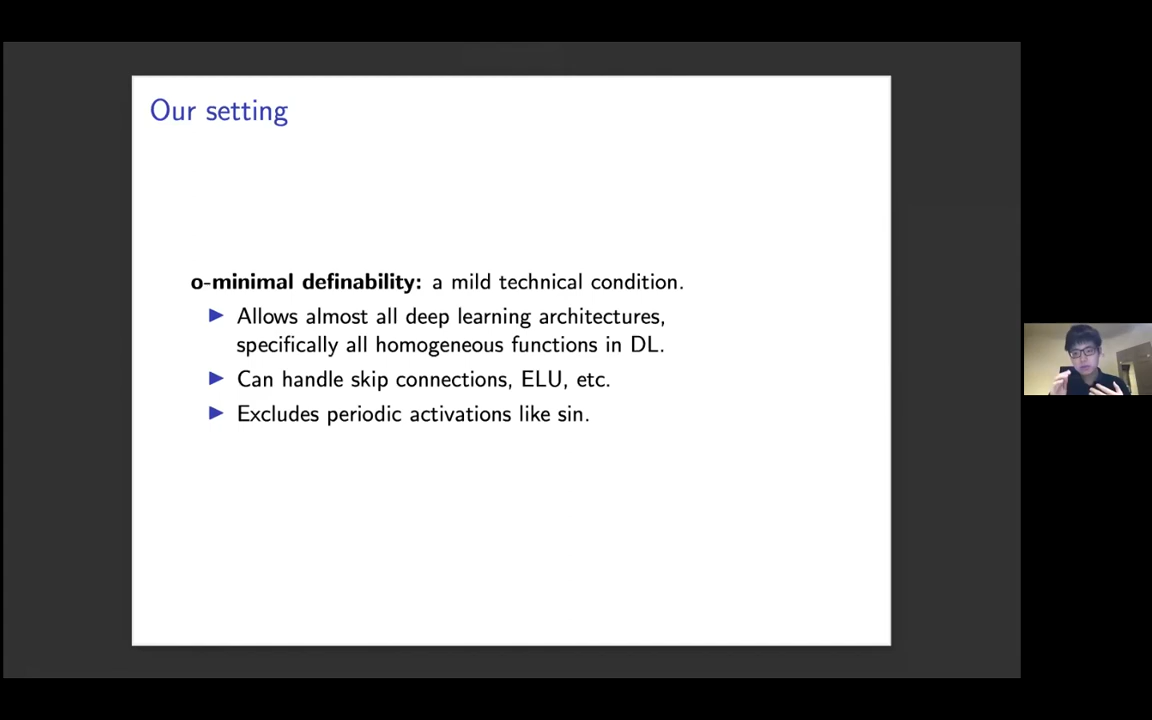 Our setting
o-minimal definability: a mild technical condition.
▶ Allows almost all deep learning architectures,
specifically all homogeneous functions in DL.
▶ Can handle skip connections, ELU, etc.
▶ Excludes periodic activations like sin.